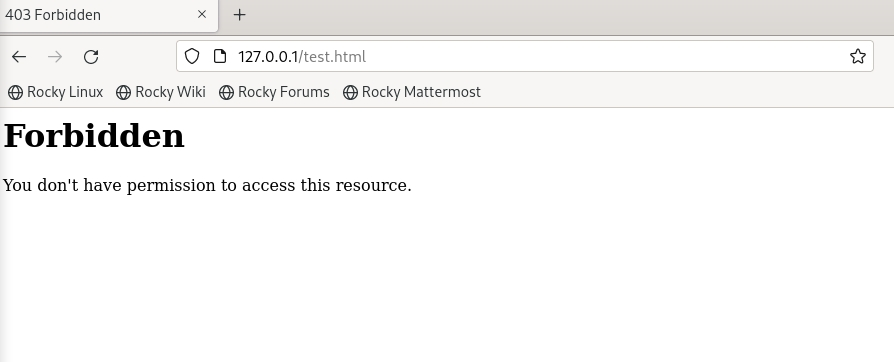 403 Forbidden
127.0.0.1/test.html
Rocky Linux Rocky Wiki Rocky Forums Rocky Mattermost
Forbidden
You don't have permission to access this resource.